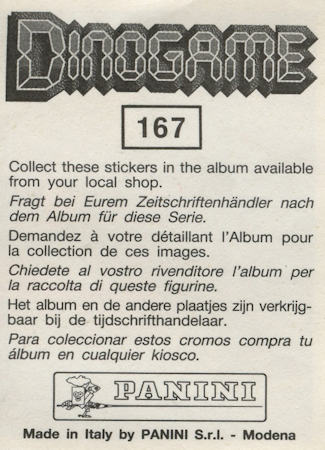 DINOGAME
167
Collect these stickers in the album available
from your local shop.
Fragt bei Eurem Zeitschriftenhändler nach
dem Album für diese Serie.
Demandez à votre détaillant l'Album pour
la collection de ces images.
Chiedete al vostro rivenditore l'album per
la raccolta di queste figurine.
Het album en de andere plaatjes zijn verkrijg-
baar bij de tijdschrifthandelaar.
Para coleccionar estos cromos compra tu
álbum en cualquier kiosco.
PANINI
Made in Italy by PANINI S.r.l. - Modena